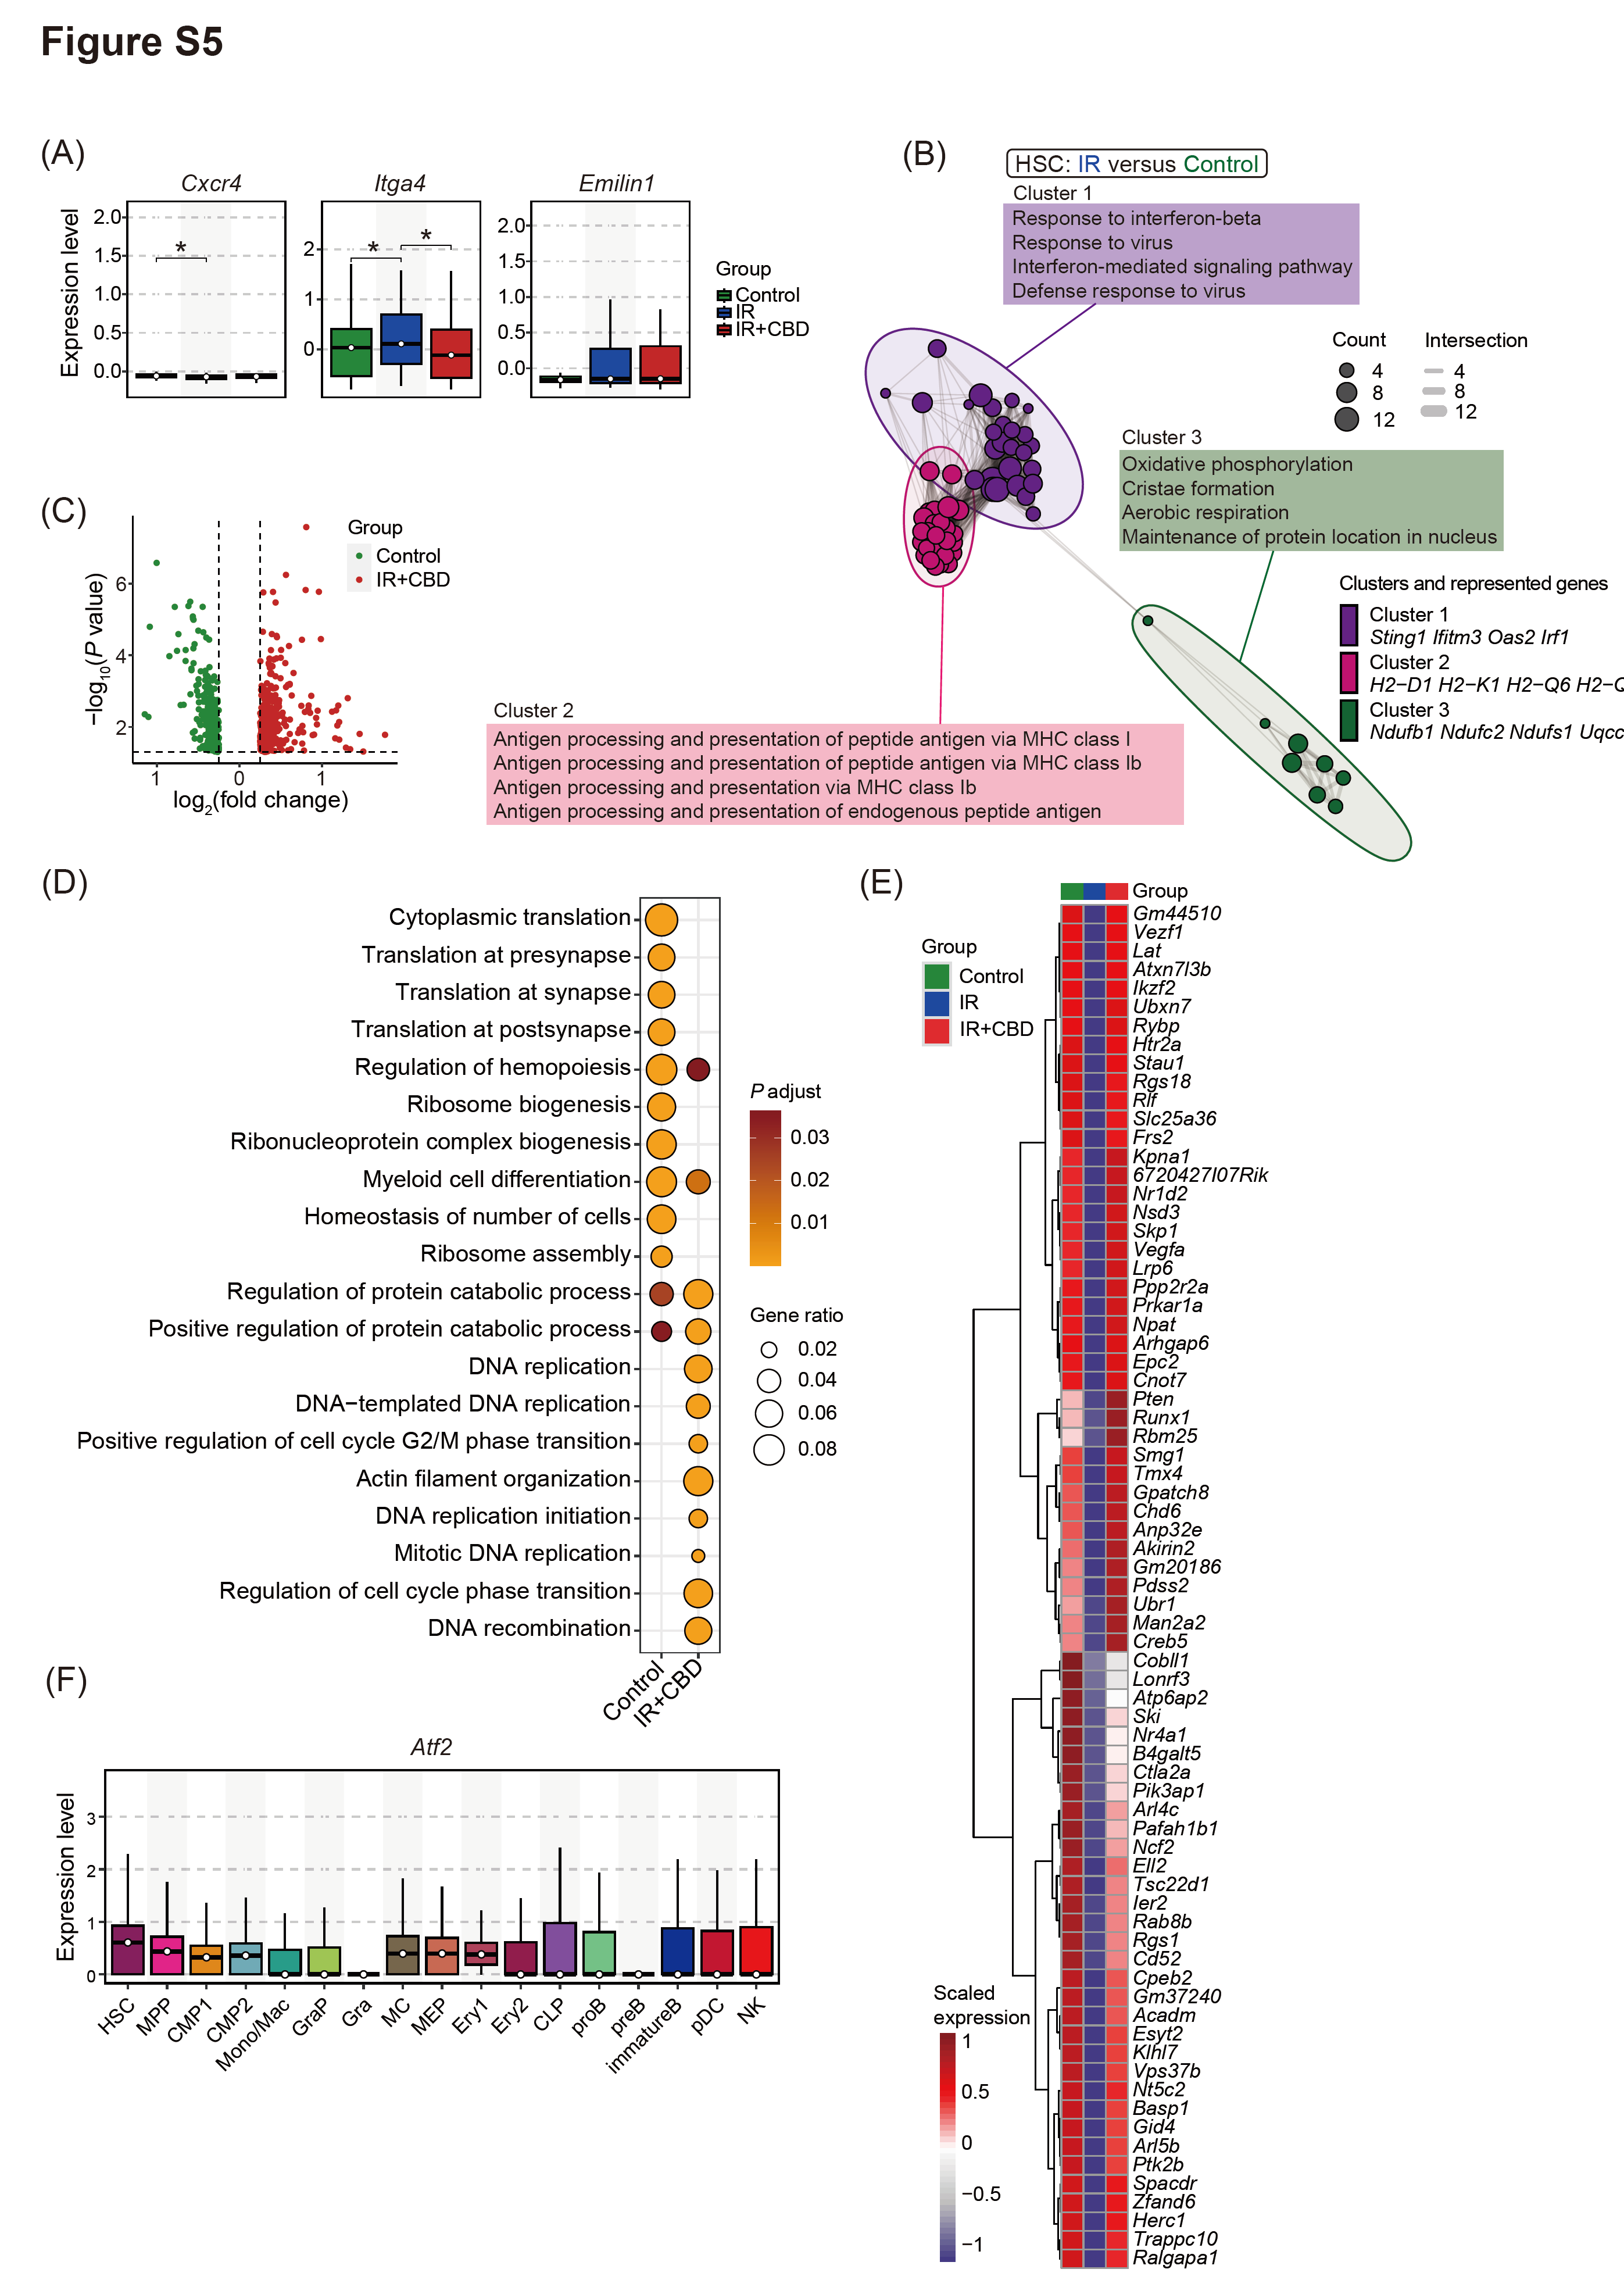 Figure S5
(A)
Cxcr4
Itga4
Emilin1
Expression level
2.0
1.5
1.0
0.5
0.0
*
2
1
0
*
*
2.0
1.5
1.0
0.5
0.0
Group
Control
IR
IR+CBD
(B)
HSC: IR versus Control
Cluster 1
Response to interferon-beta
Response to virus
Interferon-mediated signaling pathway
Defense response to virus
Count
4
8
12
Intersection
4
8
12
Cluster 3
Oxidative phosphorylation
Cristae formation
Aerobic respiration
Maintenance of protein location in nucleus
Clusters and represented genes
Cluster 1
Sting1 Ifitm3 Oas2 Irf1
Cluster 2
H2−D1 H2−K1 H2−Q6 H2−Q
Cluster 3
Ndufb1 Ndufc2 Ndufs1 Uqcc
Cluster 2
Antigen processing and presentation of peptide antigen via MHC class I
Antigen processing and presentation of peptide antigen via MHC class Ib
Antigen processing and presentation via MHC class Ib
Antigen processing and presentation of endogenous peptide antigen
(C)
−log10(P value)
6
4
2
1
0
1
log2(fold change)
Group
Control
IR+CBD
(D)
Cytoplasmic translation
Translation at presynapse
Translation at synapse
Translation at postsynapse
Regulation of hemopoiesis
Ribosome biogenesis
Ribonucleoprotein complex biogenesis
Myeloid cell differentiation
Homeostasis of number of cells
Ribosome assembly
Regulation of protein catabolic process
Positive regulation of protein catabolic process
DNA replication
DNA−templated DNA replication
Positive regulation of cell cycle G2/M phase transition
Actin filament organization
DNA replication initiation
Mitotic DNA replication
Regulation of cell cycle phase transition
DNA recombination
Control
IR+CBD
P adjust
0.03
0.02
0.01
Gene ratio
0.02
0.04
0.06
0.08
(E)
Group
Control
IR
IR+CBD
Group
Gm44510
Vezf1
Lat
Atxn7l3b
Ikzf2
Ubxn7
Rybp
Htr2a
Stau1
Rgs18
Rlf
Slc25a36
Frs2
Kpna1
6720427I07Rik
Nr1d2
Nsd3
Skp1
Vegfa
Lrp6
Ppp2r2a
Prkar1a
Npat
Arhgap6
Epc2
Cnot7
Pten
Runx1
Rbm25
Smg1
Tmx4
Gpatch8
Chd6
Anp32e
Akirin2
Gm20186
Pdss2
Ubr1
Man2a2
Creb5
Cobll1
Lonrf3
Atp6ap2
Ski
Nr4a1
B4galt5
Ctla2a
Pik3ap1
Arl4c
Pafah1b1
Ncf2
Ell2
Tsc22d1
Ier2
Rab8b
Rgs1
Cd52
Cpeb2
Gm37240
Acadm
Esyt2
Klhl7
Vps37b
Nt5c2
Basp1
Gid4
Arl5b
Ptk2b
Spacdr
Zfand6
Herc1
Trappc10
Ralgapa1
Scaled
expression
1
0.5
0
−0.5
−1
(F)
Atf2
Expression level
3
2
1
0
HSC
MPP
CMP1
CMP2
Mono/Mac
GraP
Gra
MC
MEP
Ery1
Ery2
CLP
proB
preB
immatureB
pDC
NK